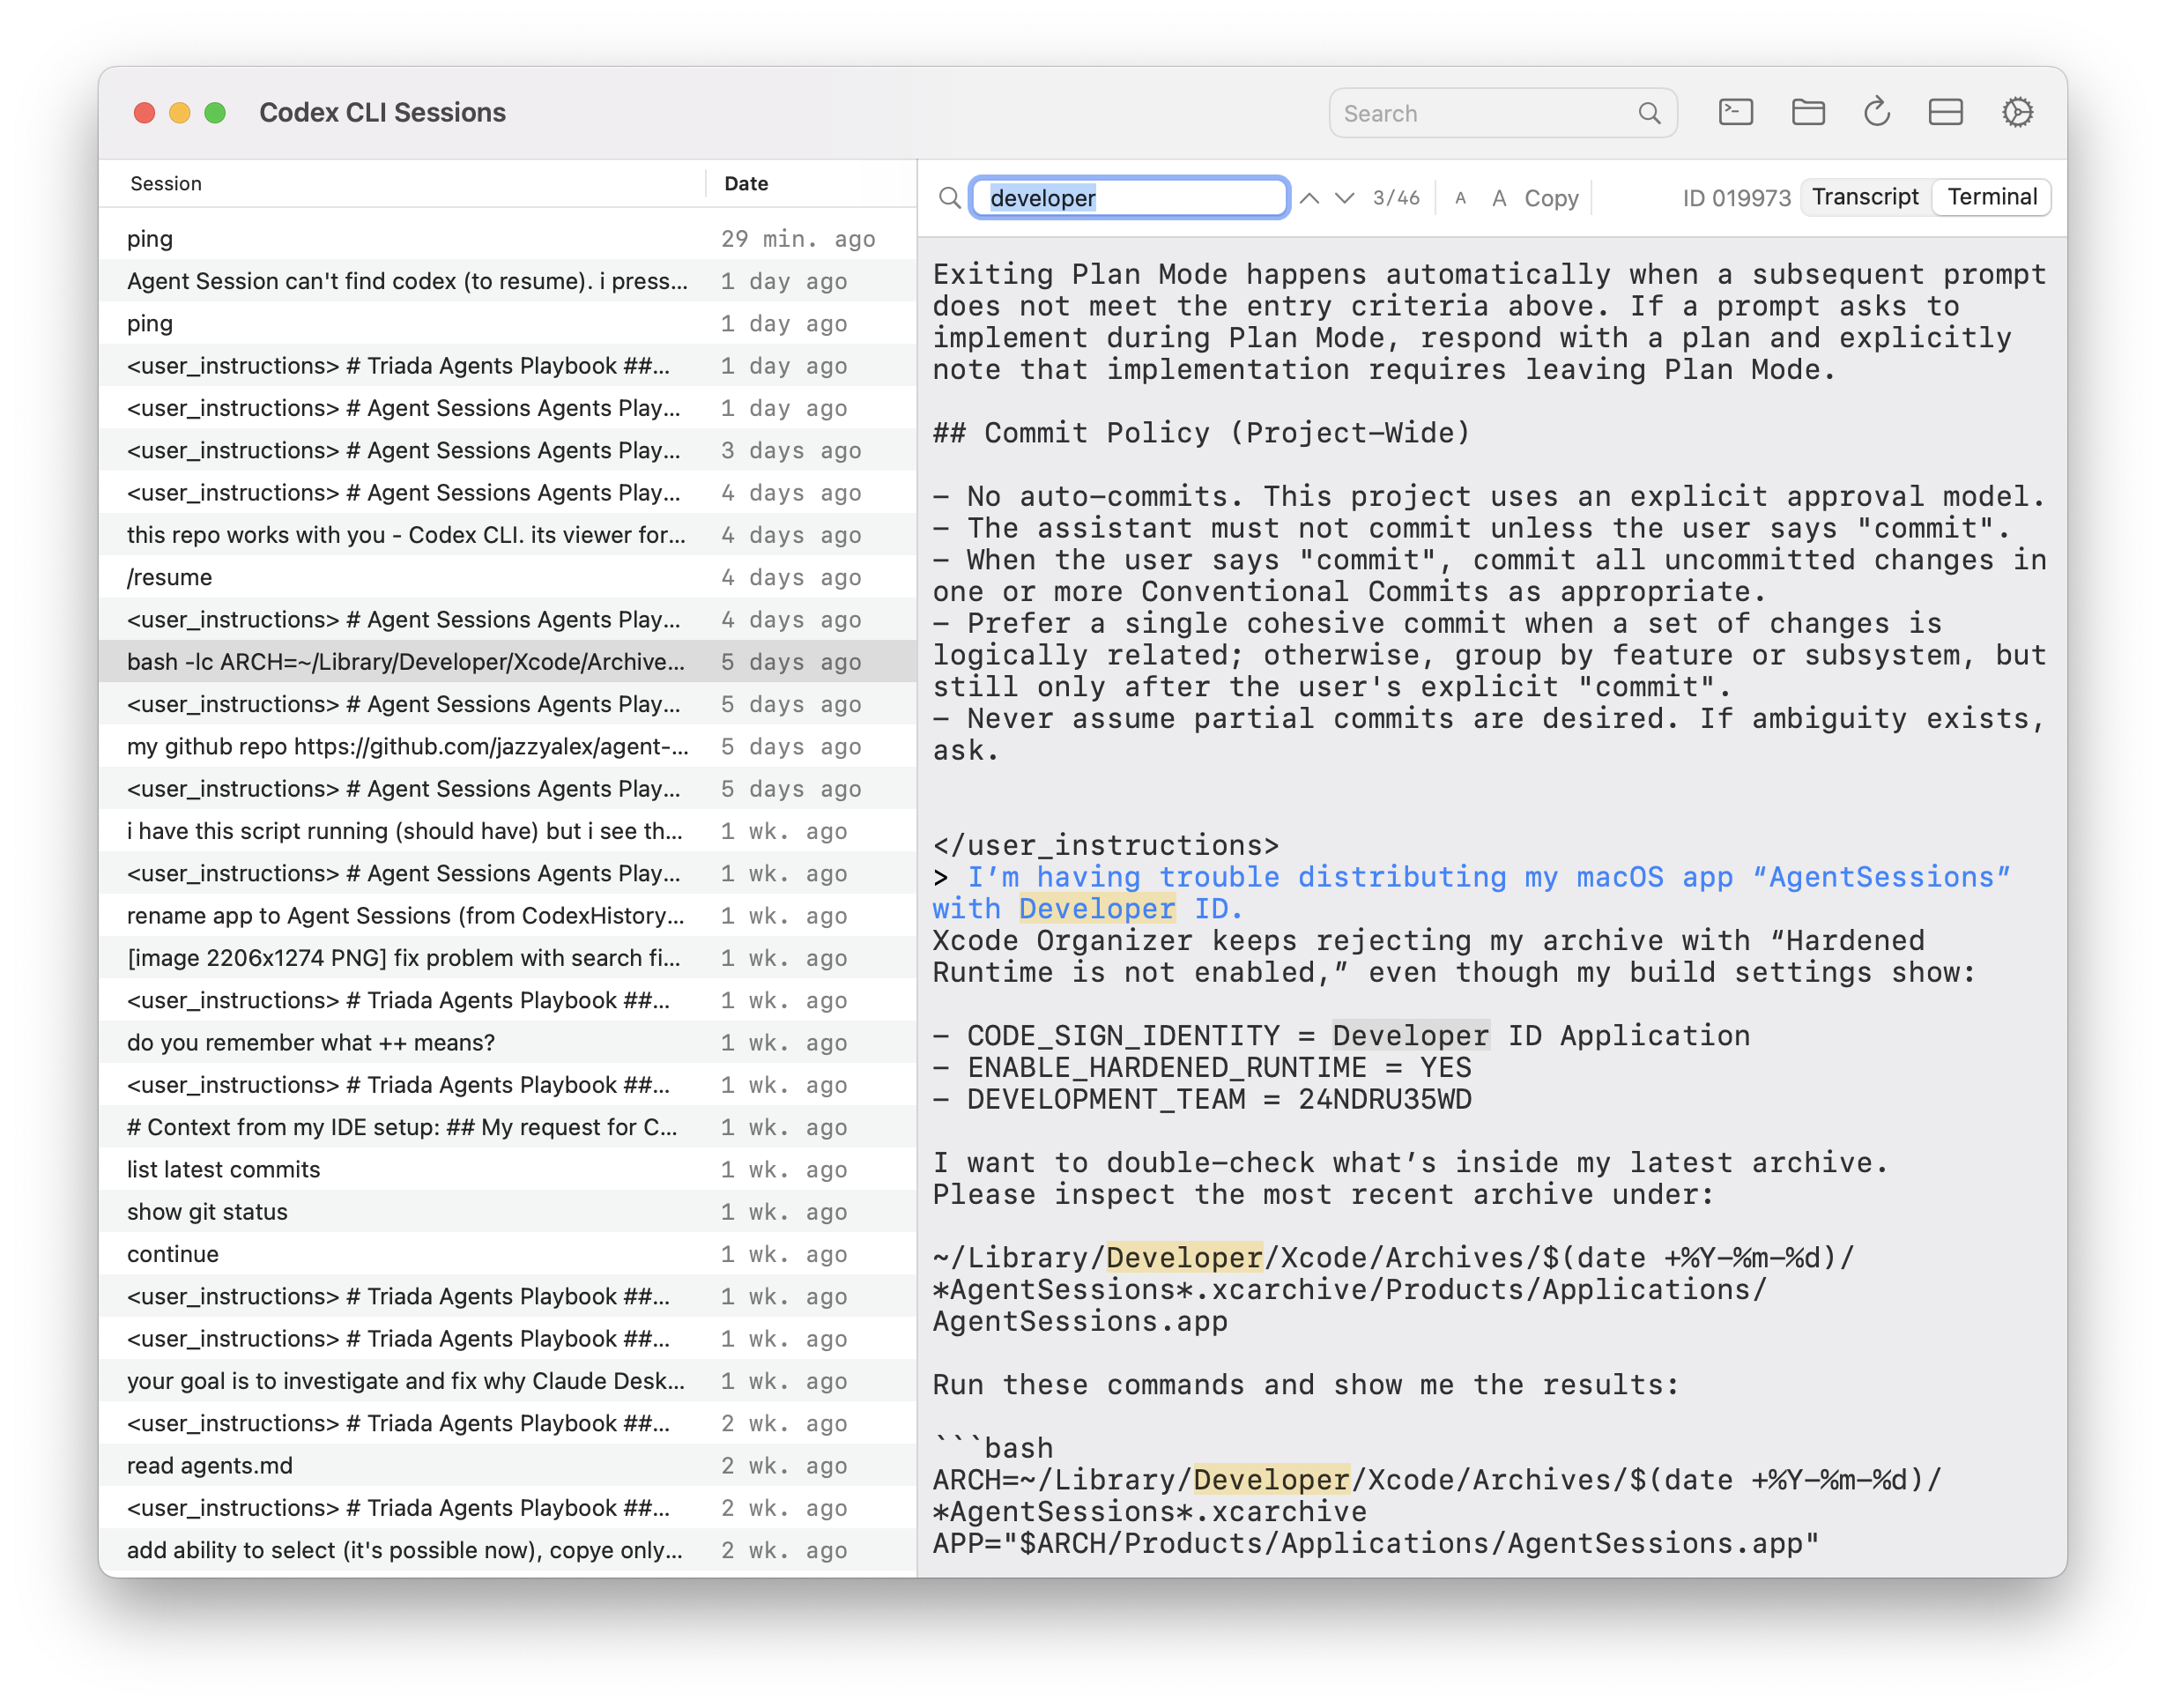 Codex CLI Sessions
Search
Session Date
ping 29 min. ago
Agent Session can't find codex (to resume). i press... 1 day ago
ping 1 day ago
<user_instructions> # Triada Agents Playbook ##... 1 day ago
<user_instructions> # Agent Sessions Agents Play... 1 day ago
<user_instructions> # Agent Sessions Agents Play... 3 days ago
<user_instructions> # Agent Sessions Agents Play... 4 days ago
this repo works with you - Codex CLI. its viewer for... 4 days ago
/resume 4 days ago
<user_instructions> # Agent Sessions Agents Play... 4 days ago
bash -lc ARCH=~/Library/Developer/Xcode/Archive... 5 days ago
<user_instructions> # Agent Sessions Agents Play... 5 days ago
my github repo https://github.com/jazzyalex/agent-... 5 days ago
<user_instructions> # Agent Sessions Agents Play... 5 days ago
i have this script running (should have) but i see th... 1 wk. ago
<user_instructions> # Agent Sessions Agents Play... 1 wk. ago
rename app to Agent Sessions (from CodexHistory... 1 wk. ago
[image 2206x1274 PNG] fix problem with search fi... 1 wk. ago
<user_instructions> # Triada Agents Playbook ##... 1 wk. ago
do you remember what ++ means? 1 wk. ago
<user_instructions> # Triada Agents Playbook ##... 1 wk. ago
# Context from my IDE setup: ## My request for C... 1 wk. ago
list latest commits 1 wk. ago
show git status 1 wk. ago
continue 1 wk. ago
<user_instructions> # Triada Agents Playbook ##... 1 wk. ago
<user_instructions> # Triada Agents Playbook ##... 1 wk. ago
your goal is to investigate and fix why Claude Desk... 1 wk. ago
<user_instructions> # Triada Agents Playbook ##... 2 wk. ago
read agents.md 2 wk. ago
<user_instructions> # Triada Agents Playbook ##... 2 wk. ago
add ability to select (it's possible now), copye only... 2 wk. ago
developer 3/46 A A Copy ID 019973 Transcript Terminal
Exiting Plan Mode happens automatically when a subsequent prompt
does not meet the entry criteria above. If a prompt asks to
implement during Plan Mode, respond with a plan and explicitly
note that implementation requires leaving Plan Mode.
## Commit Policy (Project-Wide)
- No auto-commits. This project uses an explicit approval model.
- The assistant must not commit unless the user says "commit".
- When the user says "commit", commit all uncommitted changes in
one or more Conventional Commits as appropriate.
- Prefer a single cohesive commit when a set of changes is
logically related; otherwise, group by feature or subsystem, but
still only after the user's explicit "commit".
- Never assume partial commits are desired. If ambiguity exists,
ask.
</user_instructions>
> I’m having trouble distributing my macOS app “AgentSessions”
with Developer ID.
Xcode Organizer keeps rejecting my archive with “Hardened
Runtime is not enabled,” even though my build settings show:
- CODE_SIGN_IDENTITY = Developer ID Application
- ENABLE_HARDENED_RUNTIME = YES
- DEVELOPMENT_TEAM = 24NDRU35WD
I want to double-check what’s inside my latest archive.
Please inspect the most recent archive under:
~/Library/Developer/Xcode/Archives/$(date +%Y-%m-%d)/
*AgentSessions*.xcarchive/Products/Applications/
AgentSessions.app
Run these commands and show me the results:
```bash
ARCH=~/Library/Developer/Xcode/Archives/$(date +%Y-%m-%d)/
*AgentSessions*.xcarchive
APP="$ARCH/Products/Applications/AgentSessions.app"